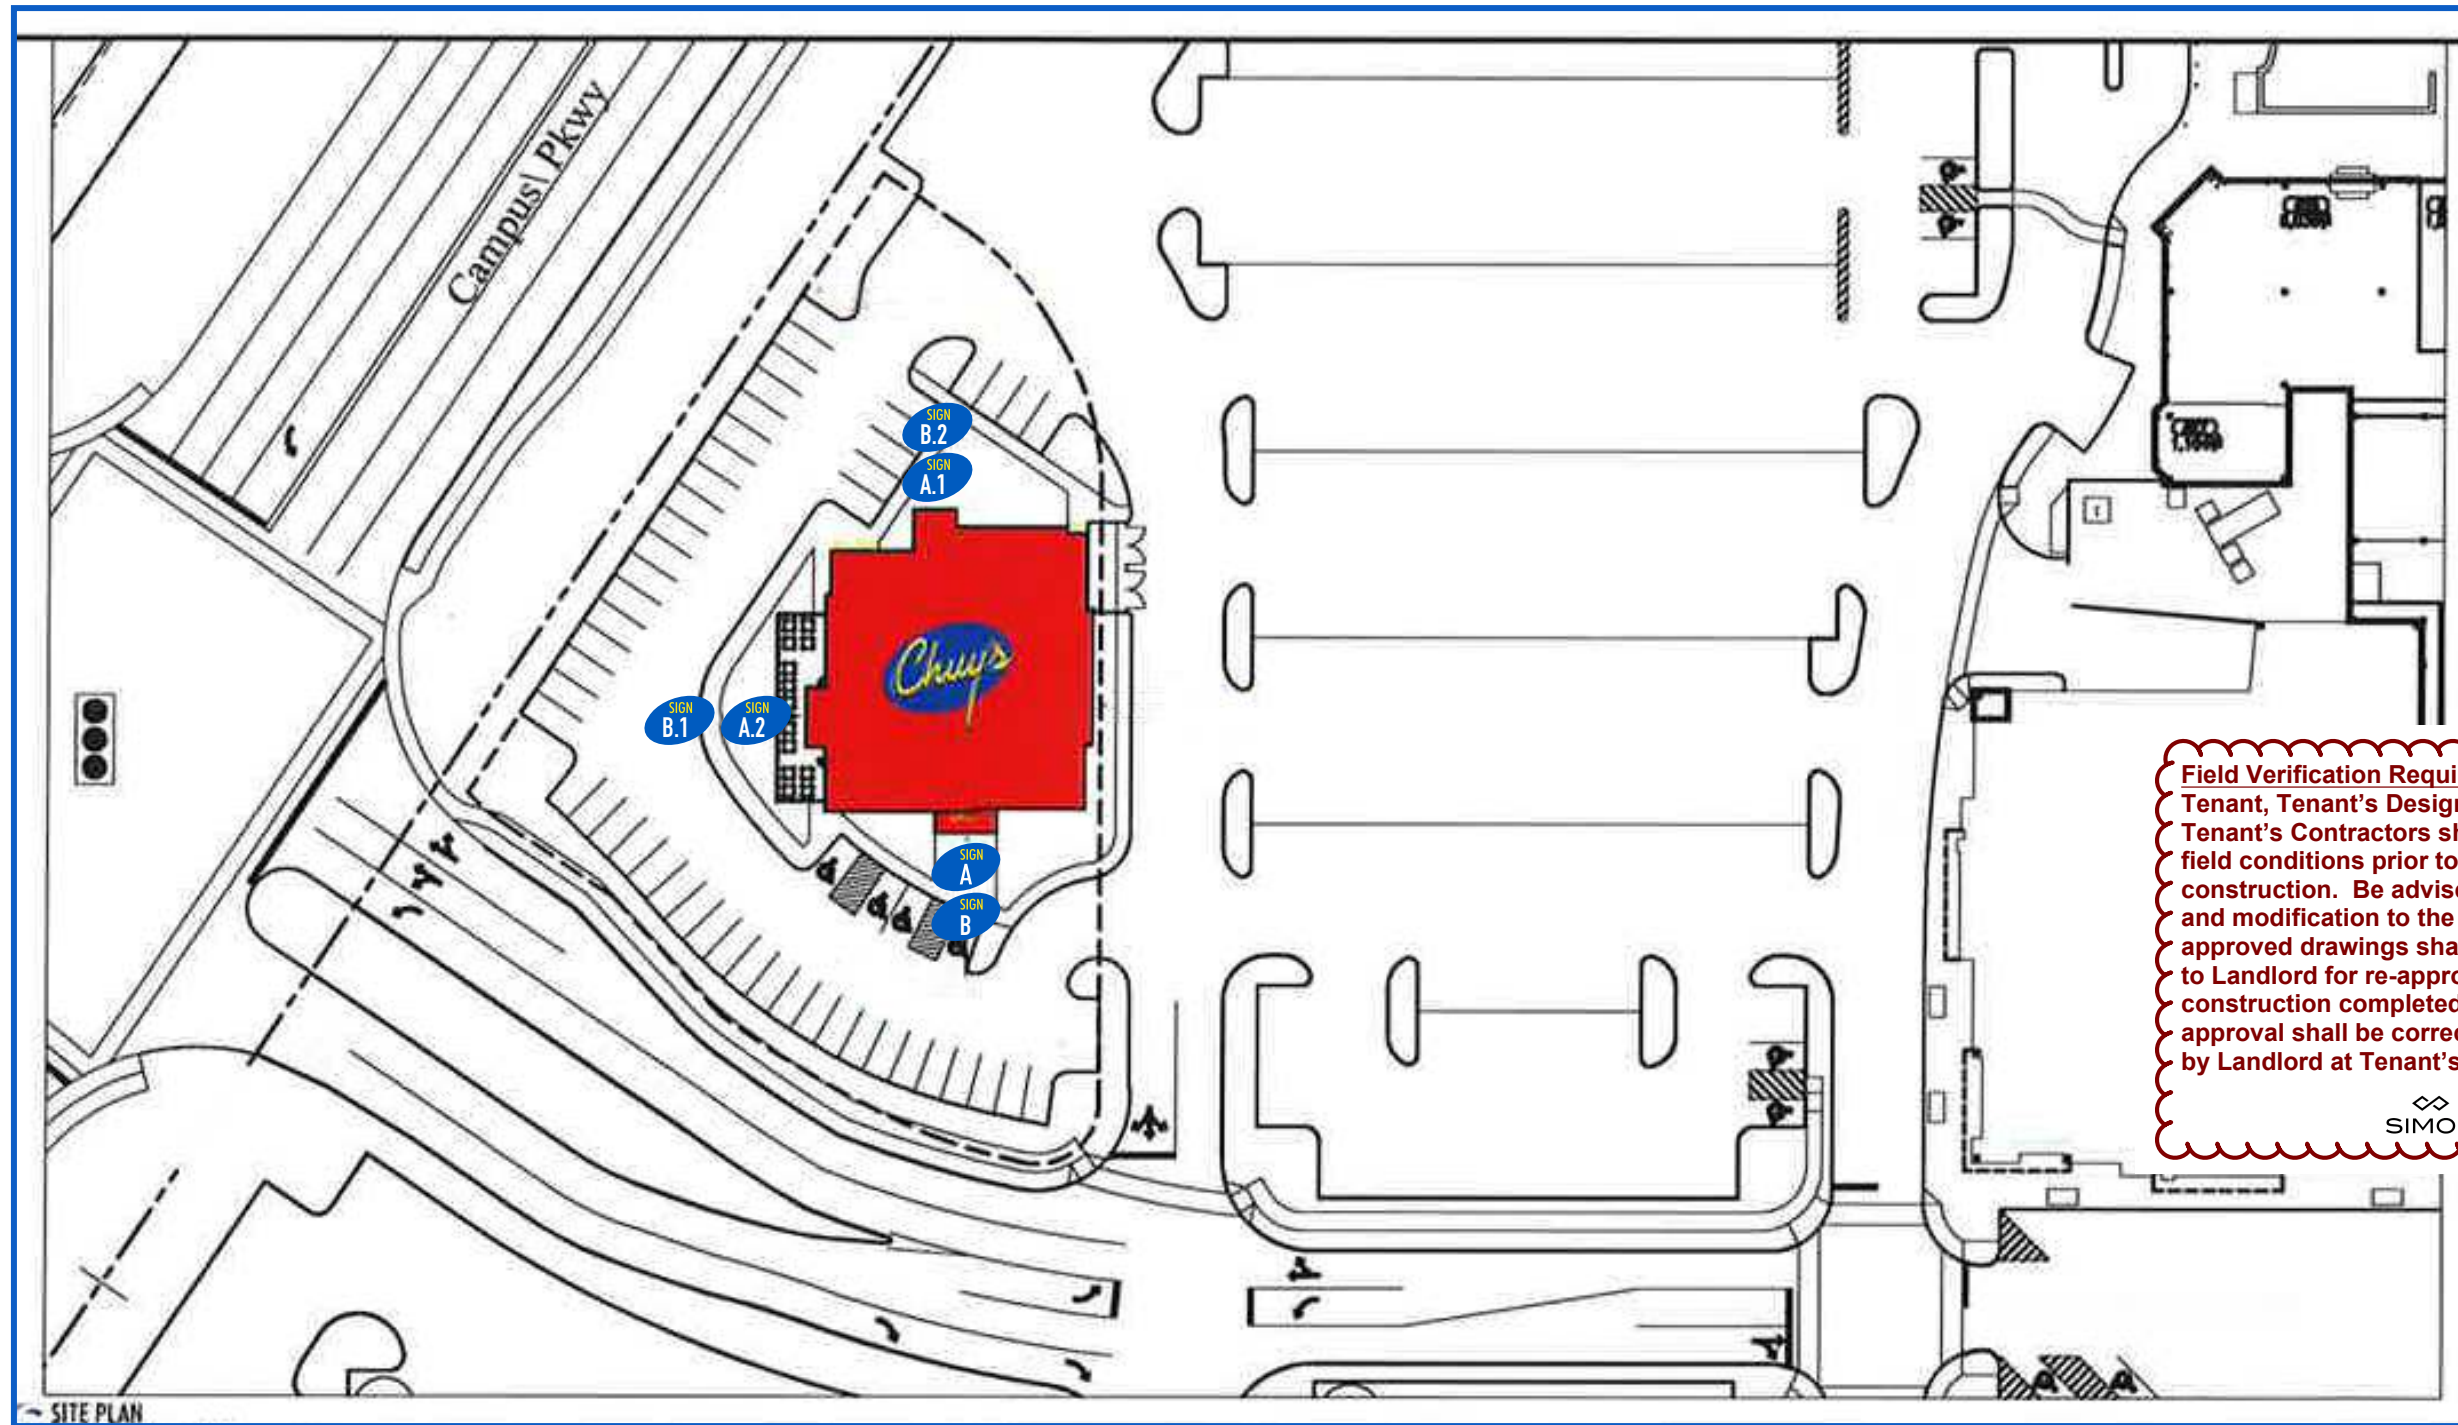 Campus\ Pkwy
SIGN
B.2
SIGN
A.1
Chuy's
SIGN
B.1
SIGN
A.2
SIGN
A
SIGN
B
Field Verification Requi
Tenant, Tenant's Design
Tenant's Contractors sh
field conditions prior to
construction. Be advise
and modification to the
approved drawings sha
to Landlord for re-appro
construction completed
approval shall be correc
by Landlord at Tenant's
SIMO
SITE PLAN